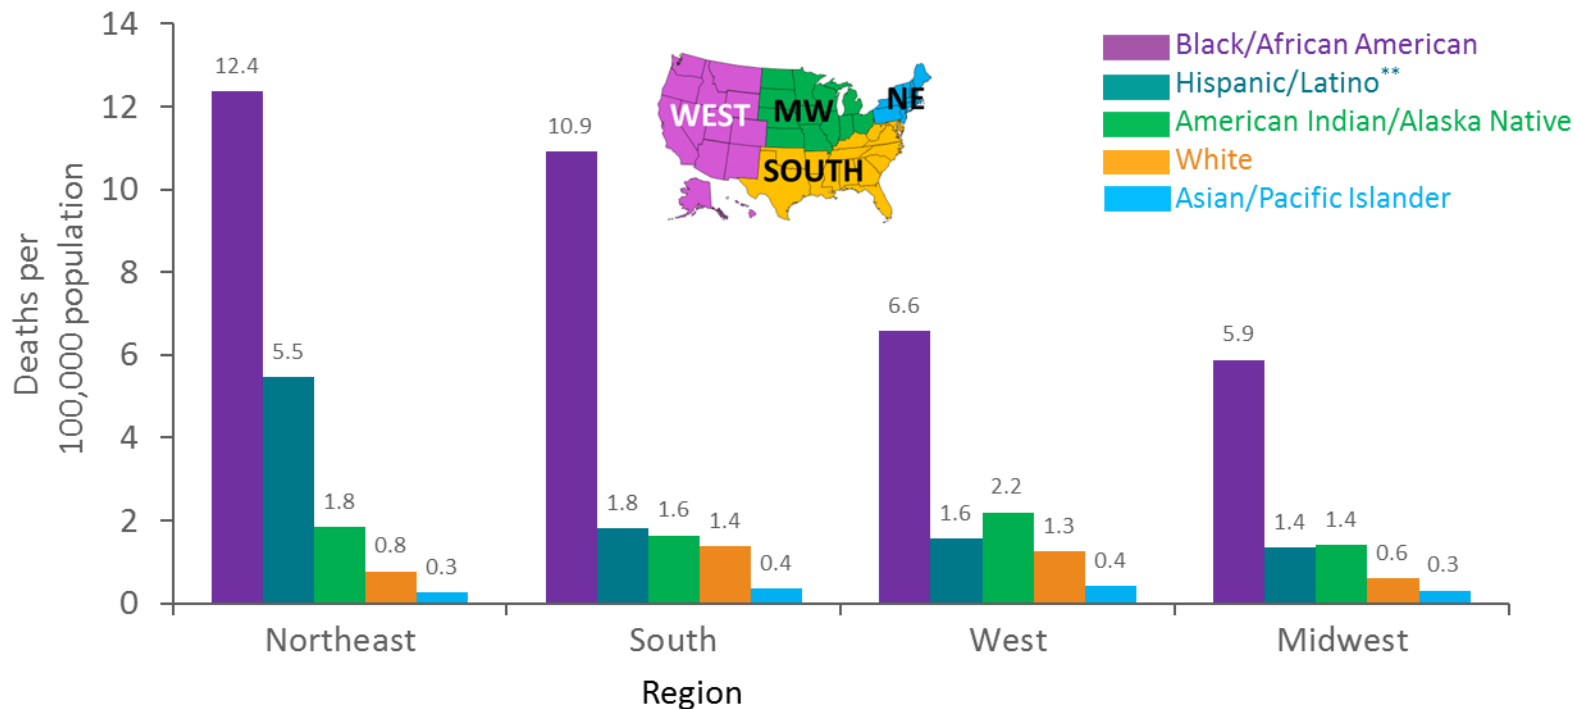 14
12
10
8
6
4
2
0
Deaths per
100,000 population
12.4
5.5
1.8
0.8
0.3
10.9
1.8
1.6
1.4
0.4
6.6
1.6
2.2
1.3
0.4
5.9
1.4
1.4
0.6
0.3
WEST
MW
NE
SOUTH
Black/African American
Hispanic/Latino**
American Indian/Alaska Native
White
Asian/Pacific Islander
Northeast
South
West
Midwest
Region